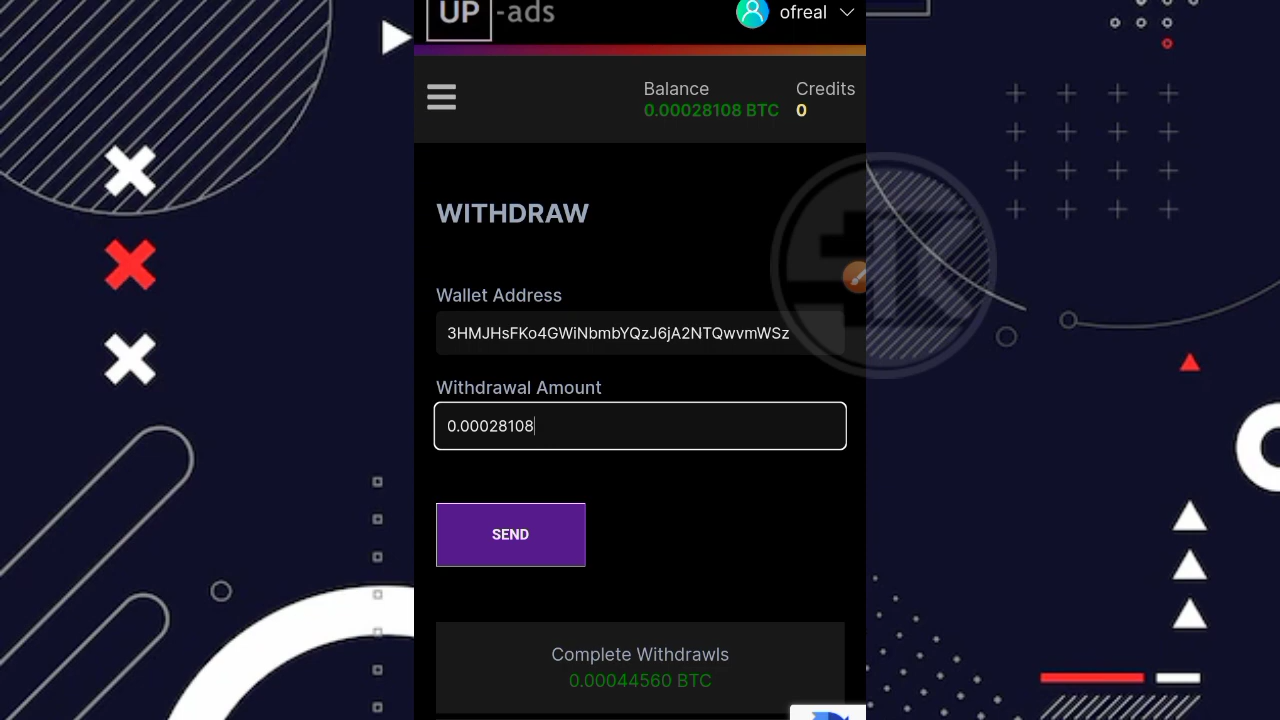 UP -ads
ofreal
Balance
0.00028108 BTC
Credits
0
WITHDRAW
Wallet Address
3HMJHsFKo4GWiNbmbYQzJ6jA2NTQwvmWSz
Withdrawal Amount
0.00028108
SEND
Complete Withdrawls
0.00044560 BTC